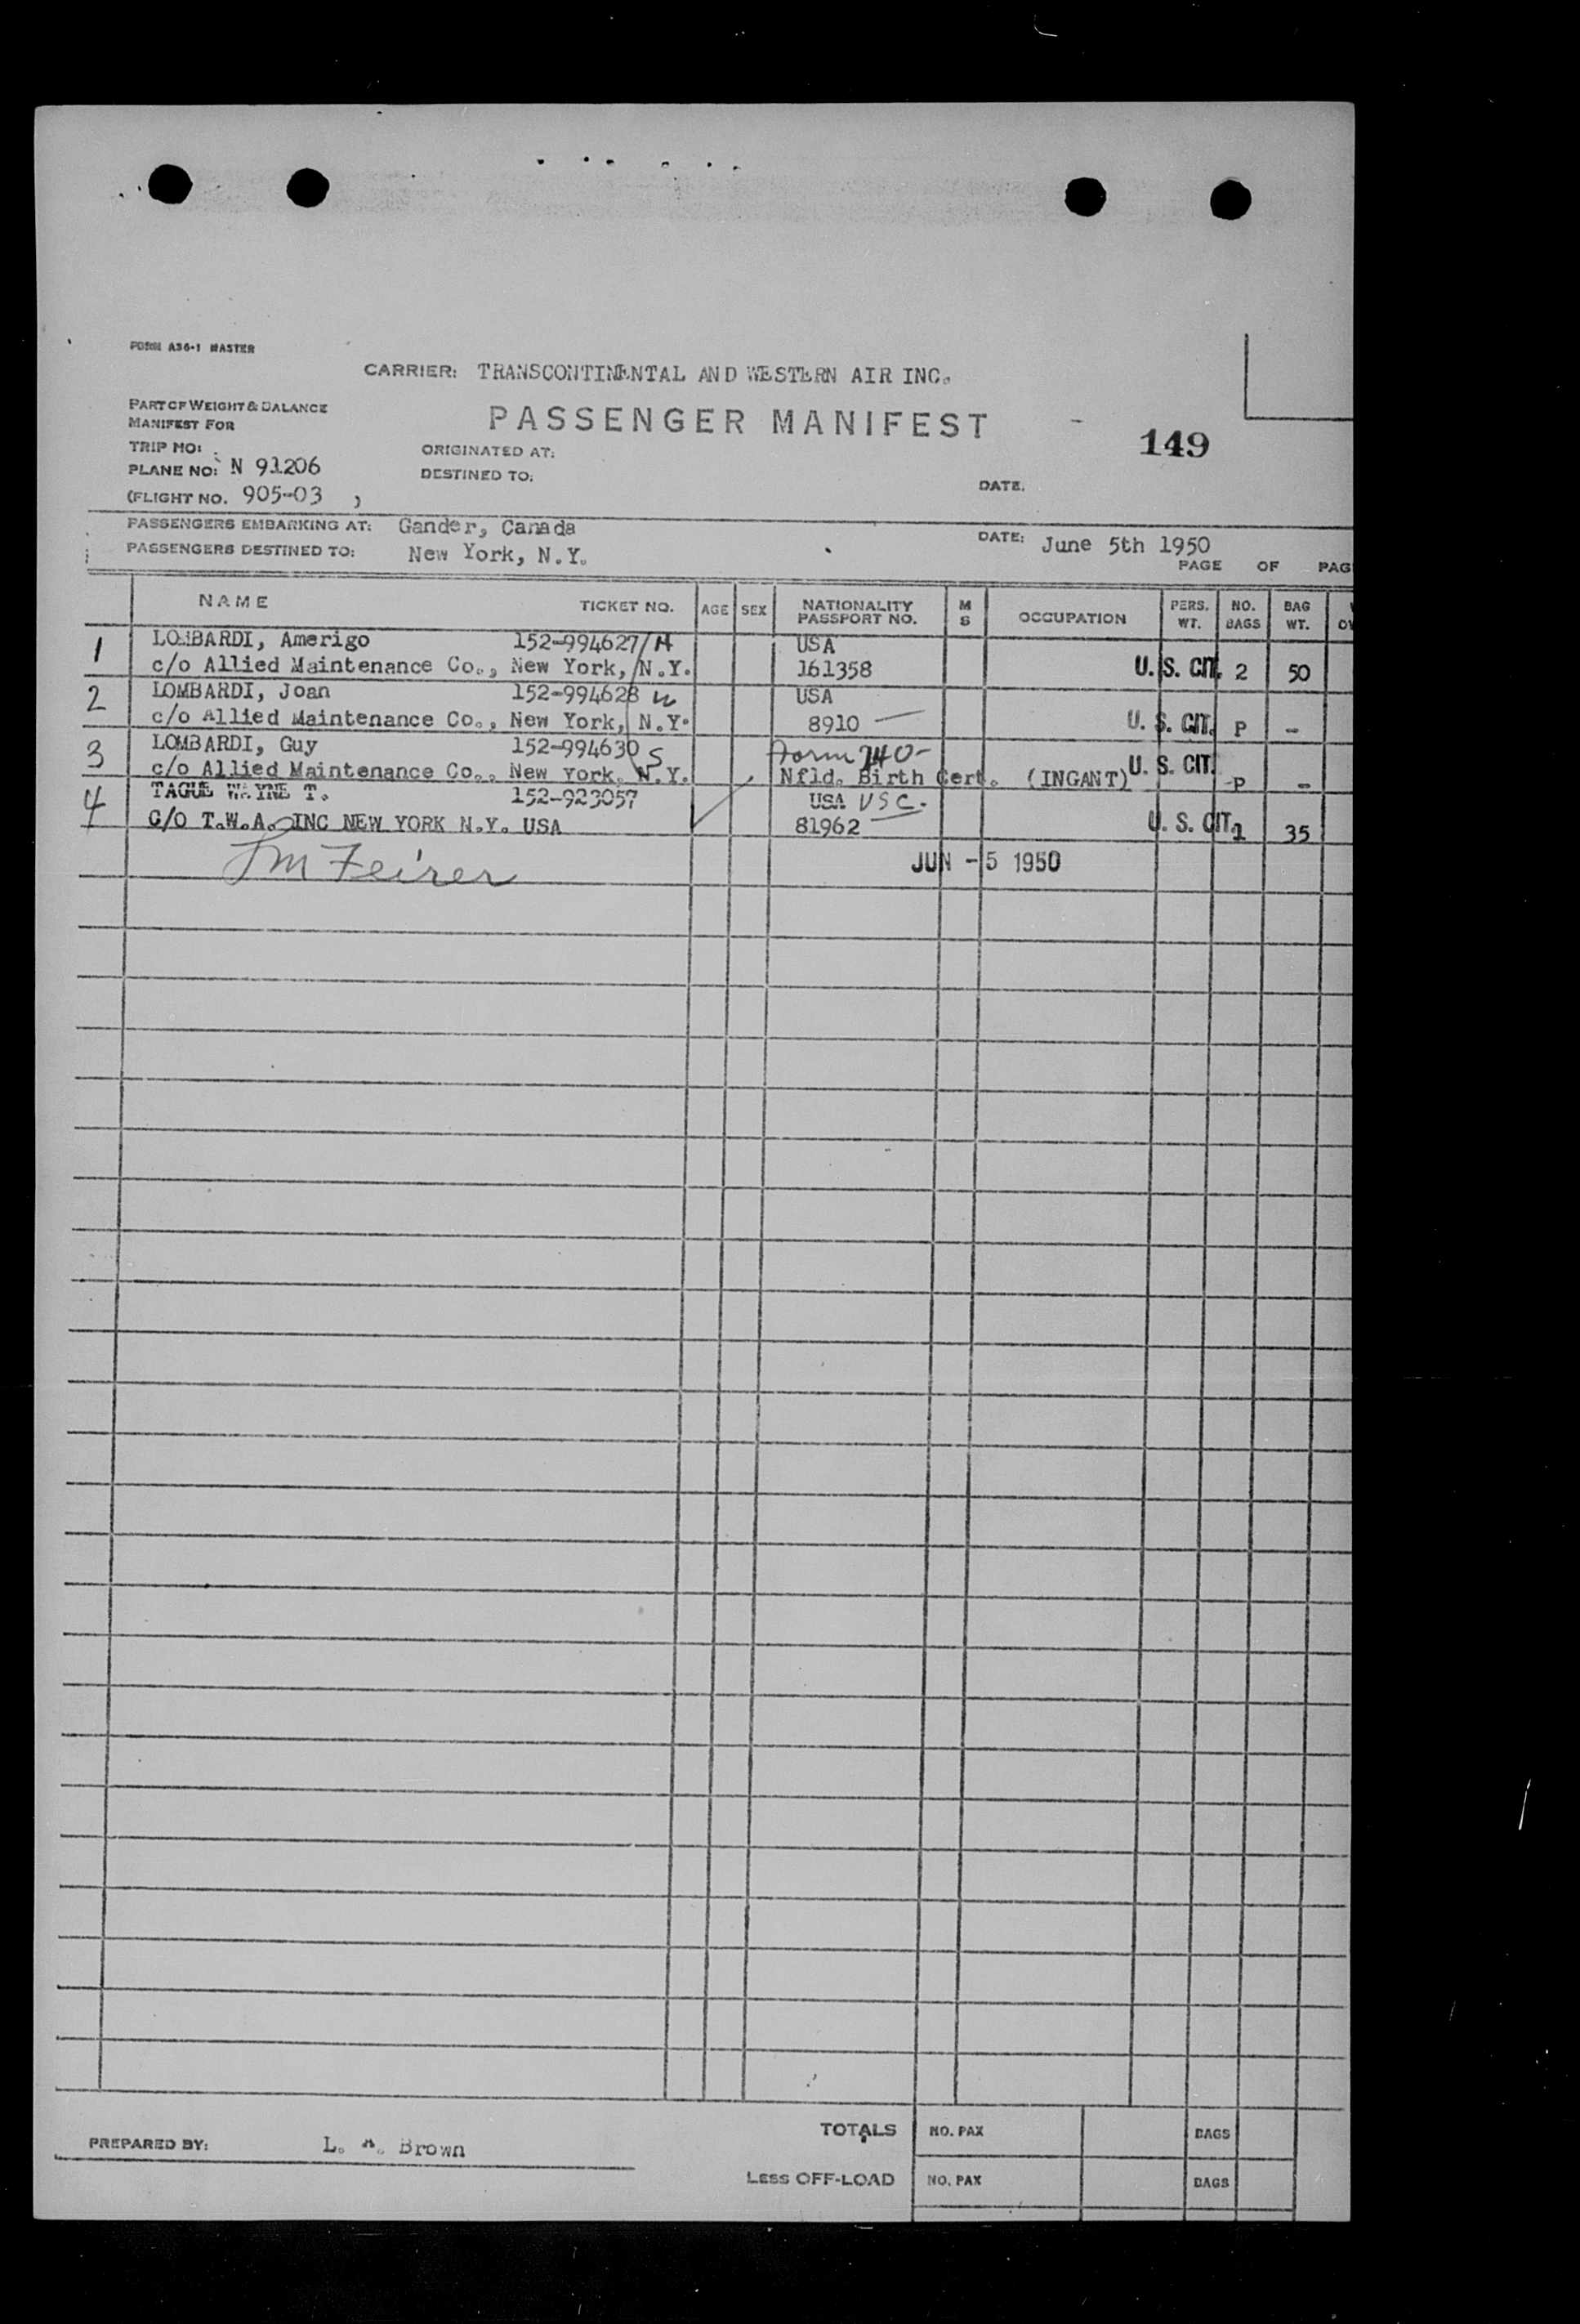 FORM A36-1 MASTER
CARRIER: TRANSCONTINENTAL AND WESTERN AIR INC.
PART OF WEIGHT & BALANCE
MANIFEST FOR
PASSENGER MANIFEST
149
TRIP NO:
ORIGINATED AT:
PLANE NO: N 91206
DESTINED TO:
DATE:
(FLIGHT NO. 905-03 )
PASSENGERS EMBARKING AT: Gander, Canada
DATE: June 5th 1950
PASSENGERS DESTINED TO: New York, N.Y.
PAGE OF PAG
NAME TICKET NO. AGE SEX NATIONALITY PASSPORT NO. M S OCCUPATION PERS. WT. NO. BAGS BAG WT.
1 LOMBARDI, Amerigo 152-994627 H USA
c/o Allied Maintenance Co., New York, N.Y. 161358 U. S. CIT. 2 50
2 LOMBARDI, Joan 152-994628 W USA
c/o Allied Maintenance Co., New York, N.Y. 8910 — U. S. CIT. P -
3 LOMBARDI, Guy 152-994630 S Form 240-
c/o Allied Maintenance Co., New York, N.Y. Nfld. Birth Cert. (INGANT) U. S. CIT. P -
4 TAGUE WAYNE T. 152-923057 USA USC.
C/O T.W.A. INC NEW YORK N.Y. USA 81962 U. S. CIT. 1 35
JUN -5 1950
PREPARED BY: L. A. Brown
TOTALS NO. PAX BAGS
LESS OFF-LOAD NO. PAX BAGS